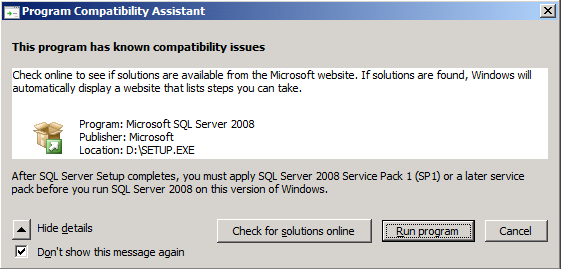 Program Compatibility Assistant
This program has known compatibility issues
Check online to see if solutions are available from the Microsoft website. If solutions are found, Windows will
automatically display a website that lists steps you can take.
Program: Microsoft SQL Server 2008
Publisher: Microsoft
Location: D:\SETUP.EXE
After SQL Server Setup completes, you must apply SQL Server 2008 Service Pack 1 (SP1) or a later service
pack before you run SQL Server 2008 on this version of Windows.
Hide details
Check for solutions online
Run program
Cancel
Don't show this message again